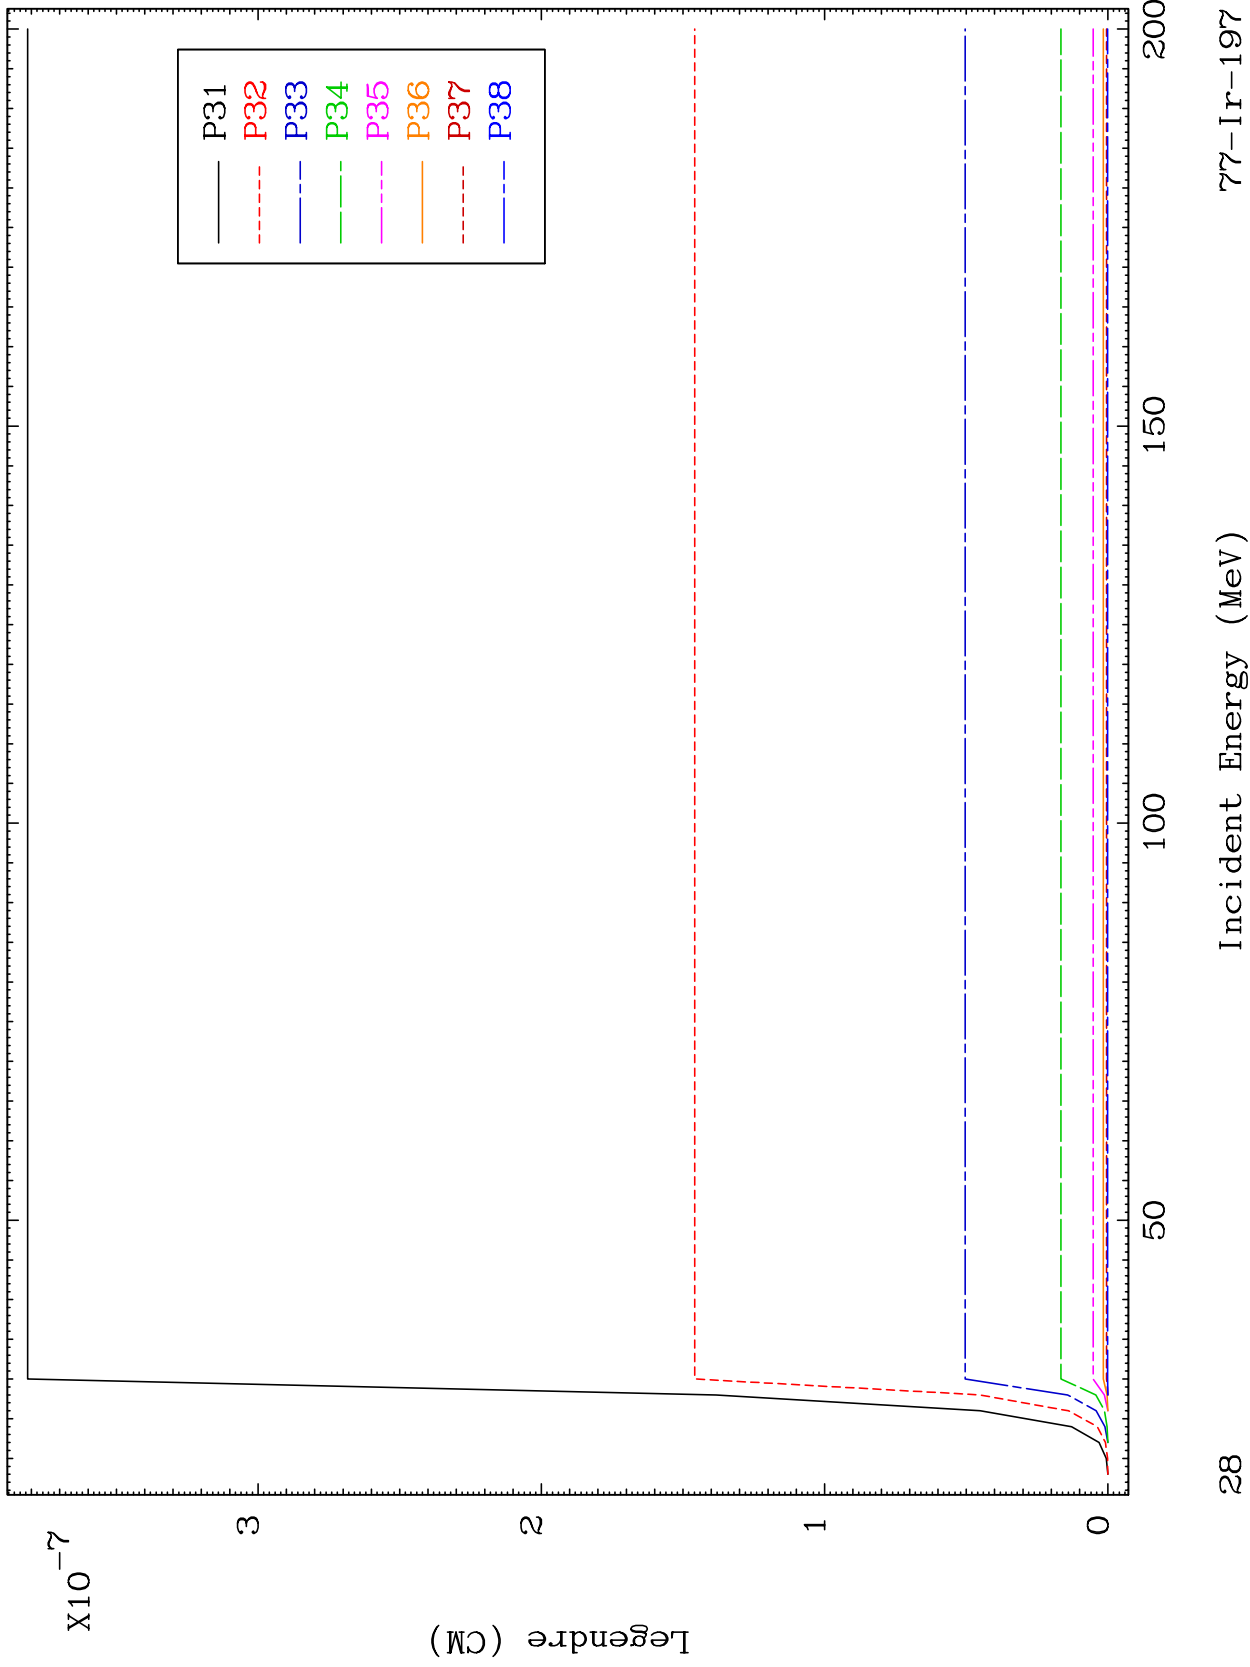 X10-7
3
2
1
0
Legendre (CM)
P31
P32
P33
P34
P35
P36
P37
P38
50
100
150
200
28
Incident Energy (MeV)
77-Ir-197